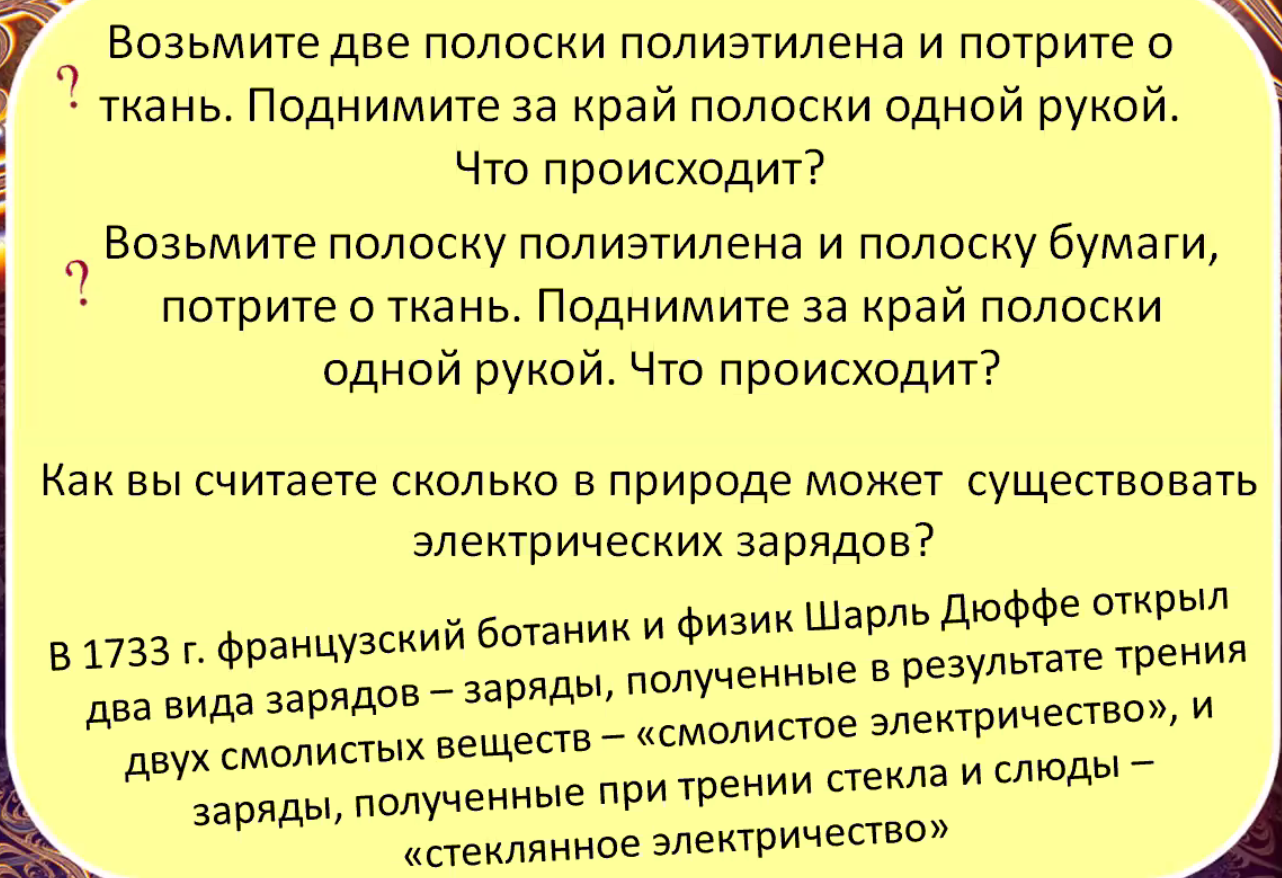 Возьмите две полоски полиэтилена и потрите о
? ткань. Поднимите за край полоски одной рукой.
Что происходит?
Возьмите полоску полиэтилена и полоску бумаги,
? потрите о ткань. Поднимите за край полоски
одной рукой. Что происходит?
Как вы считаете сколько в природе может существовать
электрических зарядов?
В 1733 г. французский ботаник и физик Шарль Дюффе открыл
два вида зарядов – заряды, полученные в результате трения
двух смолистых веществ – «смолистое электричество», и
заряды, полученные при трении стекла и слюды –
«стеклянное электричество»